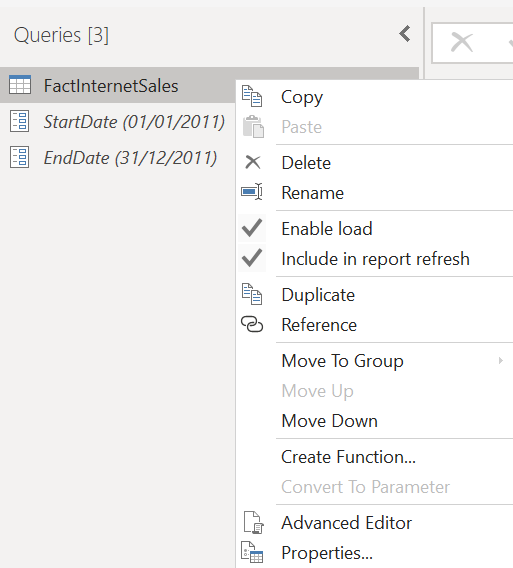 Queries [3]
FactInternetSales
StartDate (01/01/2011)
EndDate (31/12/2011)
Copy
Paste
Delete
Rename
Enable load
Include in report refresh
Duplicate
Reference
Move To Group
Move Up
Move Down
Create Function...
Convert To Parameter
Advanced Editor
Properties...